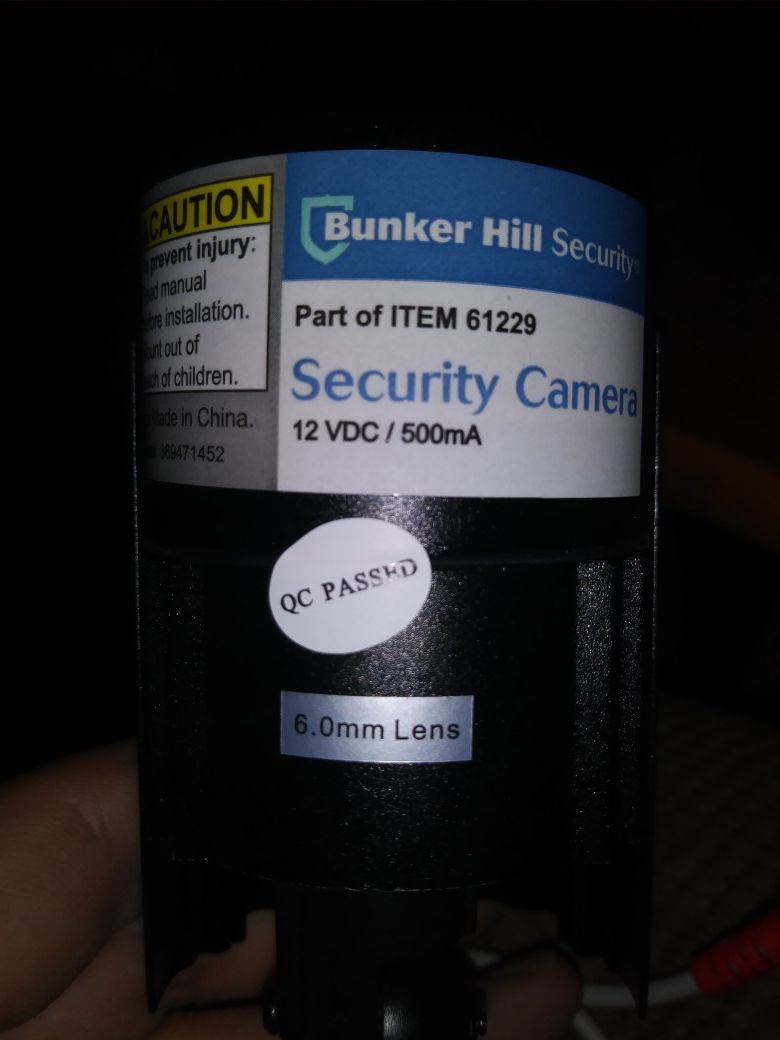 CAUTION
prevent injury:
manual
installation.
out of
of children.
Made in China.
369471452
Bunker Hill Security
Part of ITEM 61229
Security Camera
12 VDC / 500mA
QC PASSED
6.0mm Lens